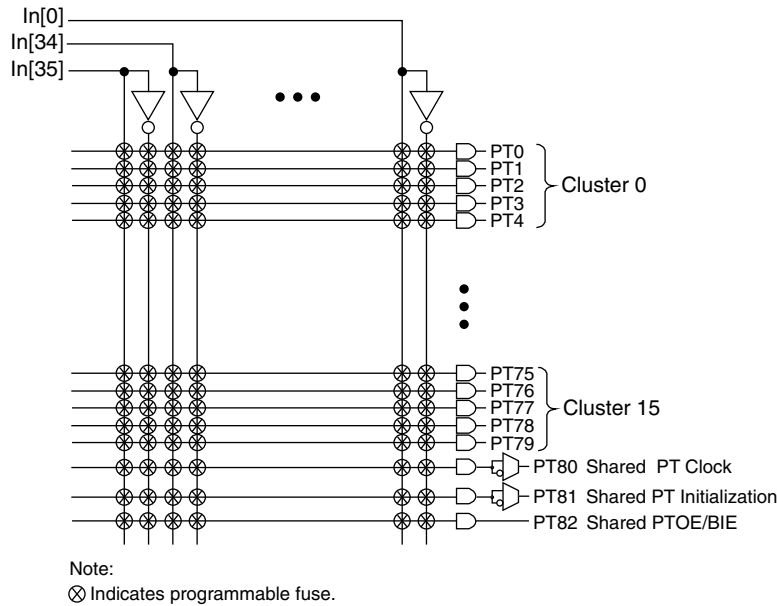 In[0]
In[34]
In[35]
PT0
PT1
PT2
PT3
PT4
Cluster 0
PT75
PT76
PT77
PT78
PT79
Cluster 15
PT80 Shared PT Clock
PT81 Shared PT Initialization
PT82 Shared PTOE/BIE
Note:
Indicates programmable fuse.